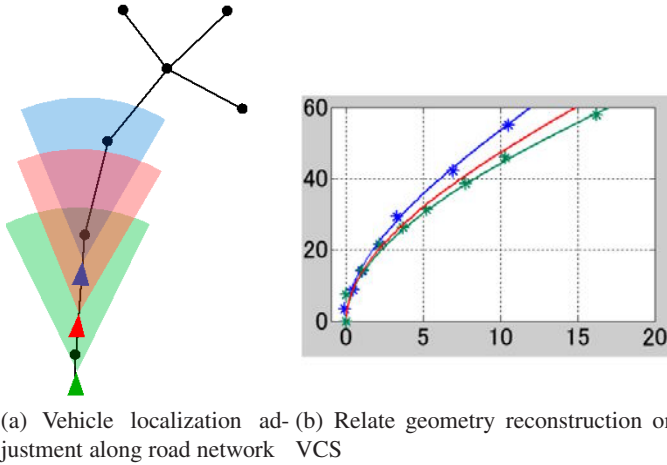 60
40
20
0
0 5 10 15 20
(a) Vehicle localization ad- (b) Relate geometry reconstruction on
justment along road network VCS